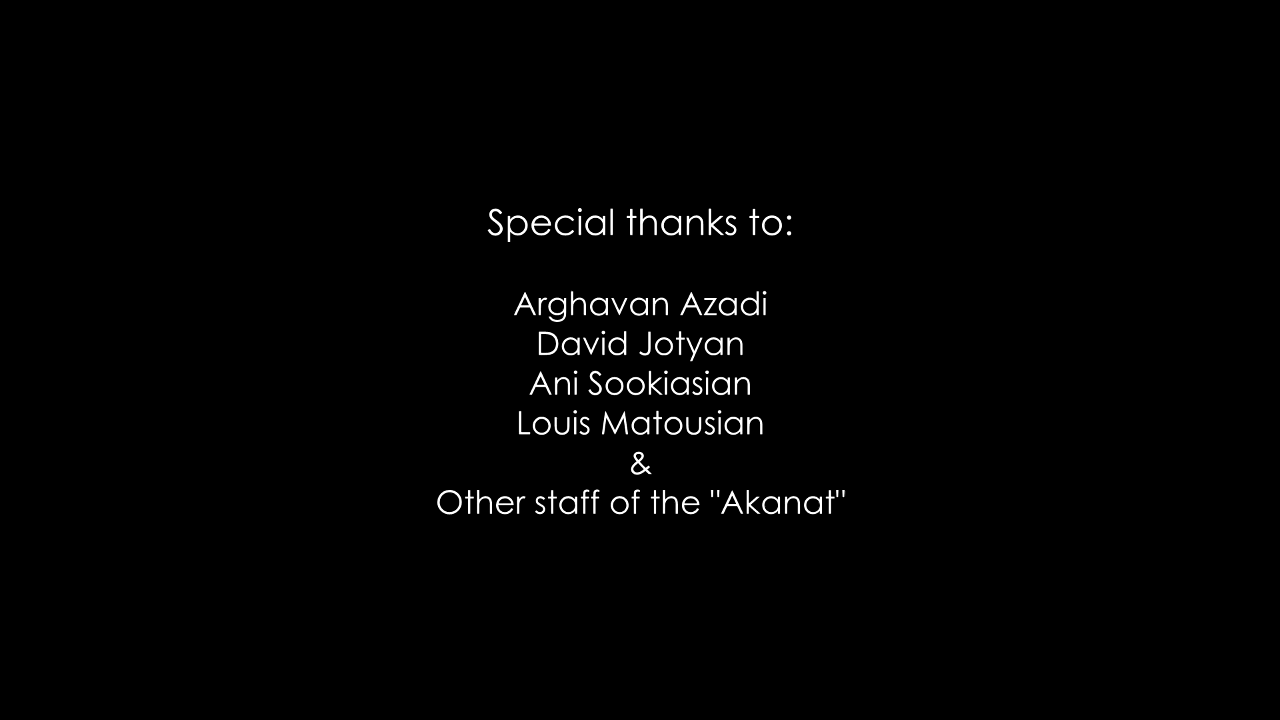 Special thanks to:
Arghavan Azadi
David Jotyan
Ani Sookiasian
Louis Matousian
&
Other staff of the "Akanat"